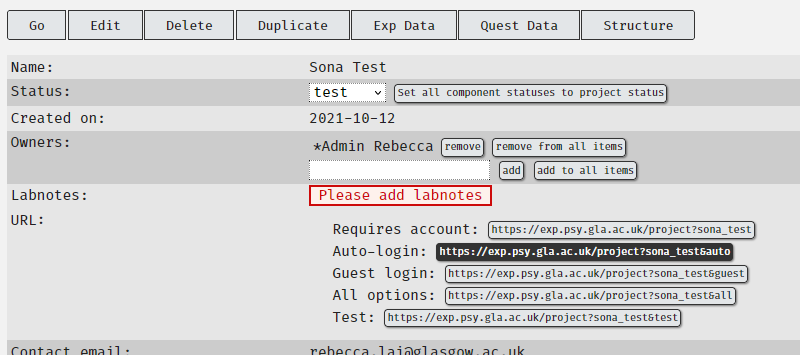 Go Edit Delete Duplicate Exp Data Quest Data Structure
Name: Sona Test
Status: test Set all component statuses to project status
Created on: 2021-10-12
Owners: *Admin Rebecca remove remove from all items
add add to all items
Labnotes: Please add labnotes
URL:
Requires account: https://exp.psy.gla.ac.uk/project?sona_test
Auto-login: https://exp.psy.gla.ac.uk/project?sona_test&auto
Guest login: https://exp.psy.gla.ac.uk/project?sona_test&guest
All options: https://exp.psy.gla.ac.uk/project?sona_test&all
Test: https://exp.psy.gla.ac.uk/project?sona_test&test
Contact email: rebecca.lai@glasgow.ac.uk